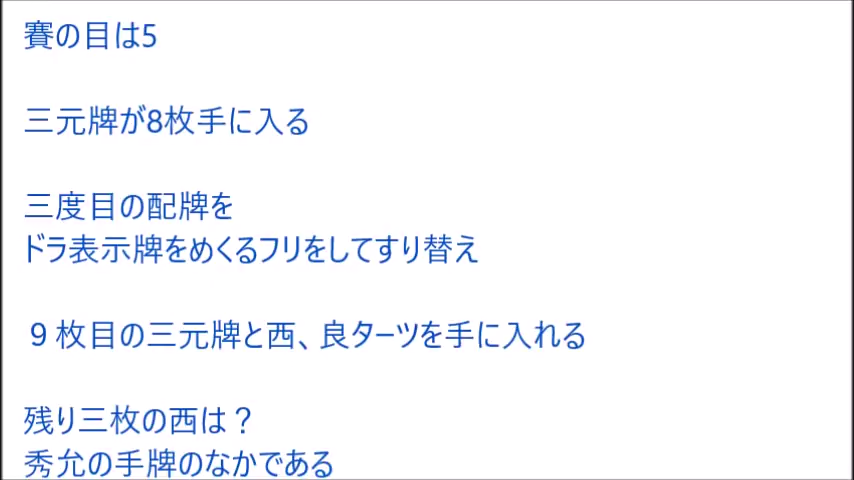 賽の目は5
三元牌が8枚手に入る
三度目の配牌を
ドラ表示牌をめくるフリをしてすり替え
９枚目の三元牌と西、良ターツを手に入れる
残り三枚の西は？
秀允の手牌のなかである